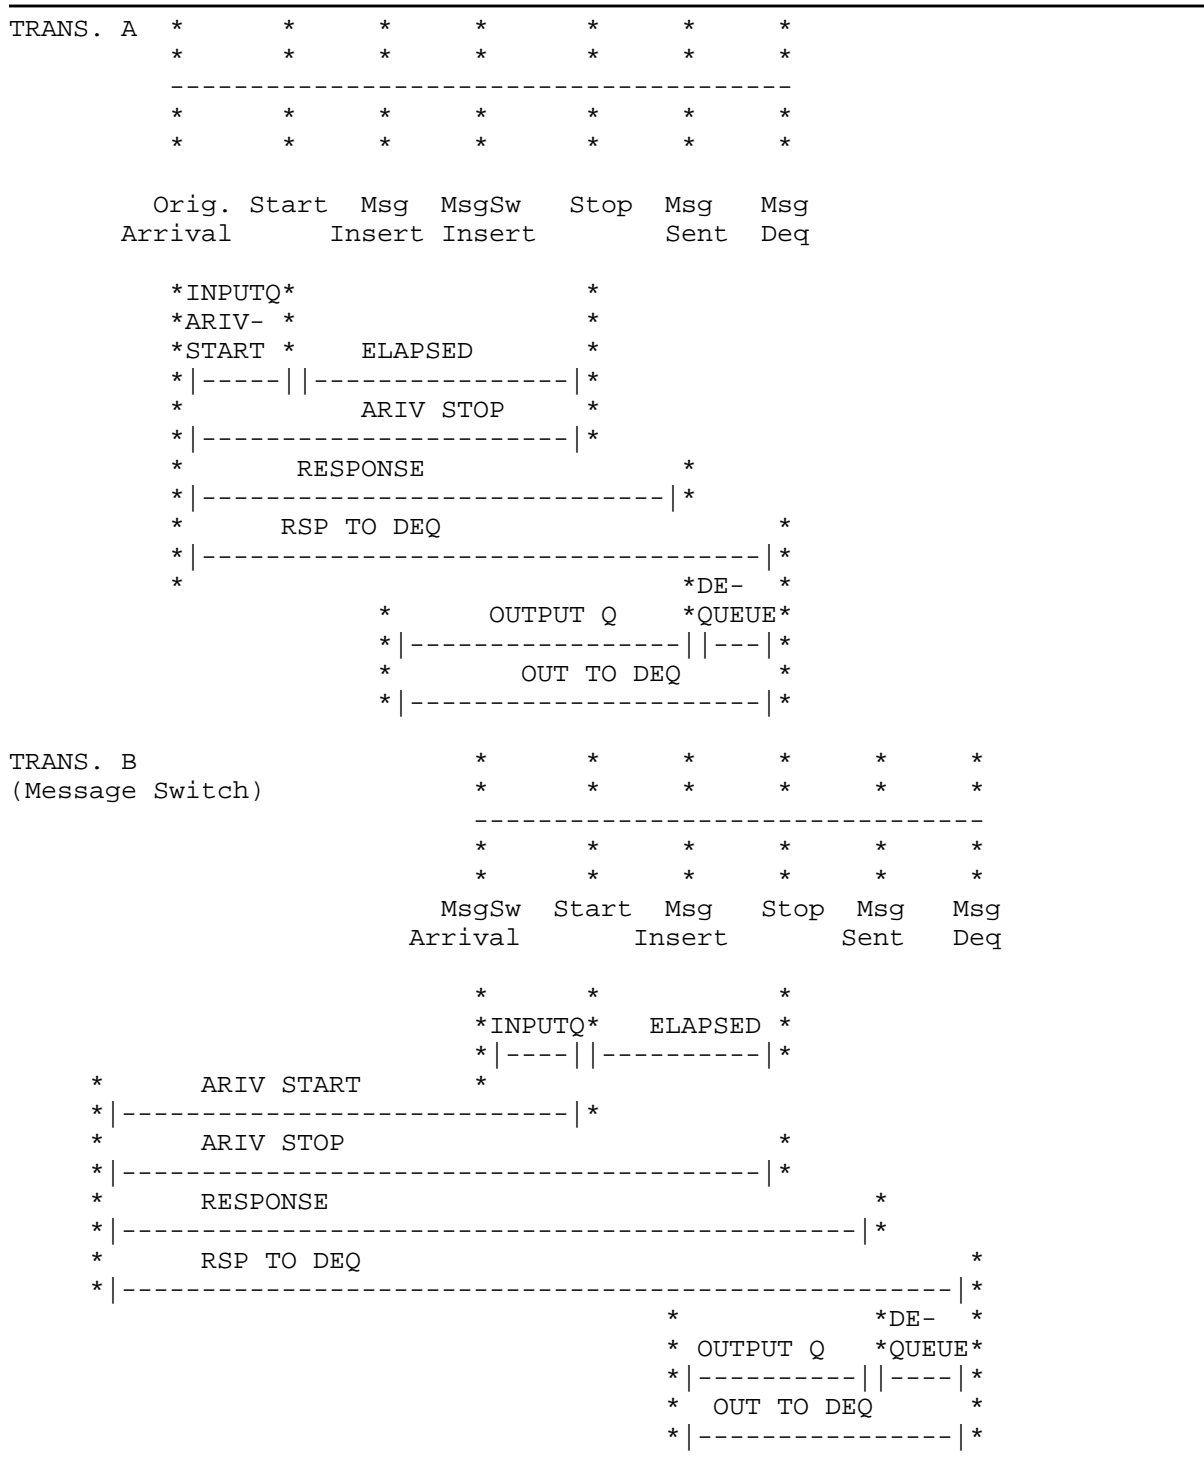 TRANS. A  *      *     *     *      *     *     *
          *      *     *     *      *     *     *
          ---------------------------------------
          *      *     *     *      *     *     *
          *      *     *     *      *     *     *
         Orig. Start  Msg  MsgSw   Stop  Msg   Msg
       Arrival      Insert Insert        Sent  Deq
          *INPUTQ*                  *
          *ARIV- *                  *
          *START *    ELAPSED       *
          *|-----||----------------|*
          *           ARIV STOP     *
          *|-----------------------|*
          *       RESPONSE                *
          *|-----------------------------|*
          *      RSP TO DEQ                     *
          *|-----------------------------------|*
          *                               *DE-  *
                       *      OUTPUT Q    *QUEUE*
                       *|-----------------||---|*
                       *        OUT TO DEQ      *
                       *|----------------------|*
TRANS. B                     *      *     *     *     *     *
(Message Switch)             *      *     *     *     *     *
                             --------------------------------
                             *      *     *     *     *     *
                             *      *     *     *     *     *
                           MsgSw  Start  Msg   Stop  Msg   Msg
                         Arrival       Insert       Sent   Deq
                             *      *           *
                             *INPUTQ*   ELAPSED *
                             *|----||----------|*
     *      ARIV START       *
     *|----------------------------|*
     *      ARIV STOP                           *
     *|----------------------------------------|*
     *      RESPONSE                                  *
     *|----------------------------------------------|*
     *      RSP TO DEQ                                      *
     *|----------------------------------------------------|*
                                         *            *DE-  *
                                         * OUTPUT Q   *QUEUE*
                                         *|----------||----|*
                                         *  OUT TO DEQ      *
                                         *|----------------|*